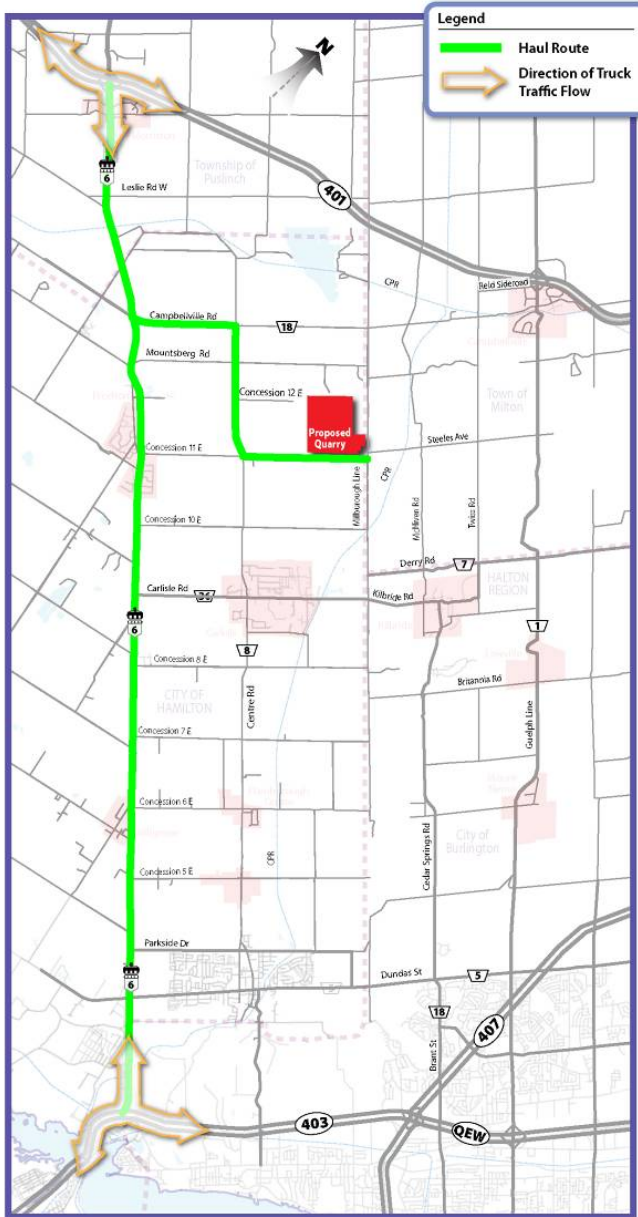 Legend
Haul Route
Direction of Truck
Traffic Flow
N
6
Township of
Puslinch
Leslie Rd W
401
CPR
Reid Sideroad
Campbellville Rd
18
Mountsberg Rd
Town of
Milton
Concession 12 E
Proposed
Quarry
Concession 11 E
Steeles Ave
Milborough Line
CPR
McNiven Rd
Twiss Rd
Concession 10 E
Derry Rd
7
Carlisle Rd
36
Kilbride Rd
HALTON
REGION
6
8
1
Concession 8 E
Centre Rd
Britannia Rd
CITY OF
HAMILTON
Guelph Line
Concession 7 E
Concession 6 E
City of
Burlington
CPR
Cedar Springs Rd
Concession 5 E
Parkside Dr
6
Dundas St
5
18
407
Brant St
403
QEW